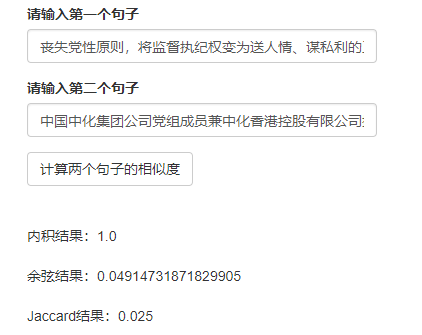 请输入第一个句子
丧失党性原则，将监督执纪权变为送人情、谋私利的
请输入第二个句子
中国中化集团公司党组成员兼中化香港控股有限公司
计算两个句子的相似度
内积结果：1.0
余弦结果：0.04914731871829905
Jaccard结果：0.025